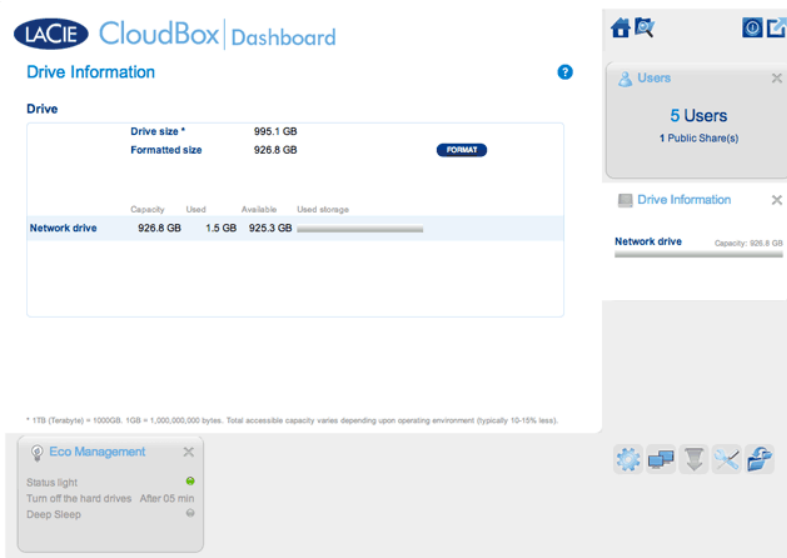 LACIE CloudBox Dashboard
Drive Information
?
Drive
Drive size * 995.1 GB
Formatted size 926.8 GB FORMAT
Capacity Used Available Used storage
Network drive 926.8 GB 1.5 GB 925.3 GB
* 1TB (Terabyte) = 1000GB. 1GB = 1,000,000,000 bytes. Total accessible capacity varies depending upon operating environment (typically 10-15% less).
Users
5 Users
1 Public Share(s)
Drive Information
Network drive Capacity: 926.8 GB
Eco Management
Status light
Turn off the hard drives After 05 min
Deep Sleep